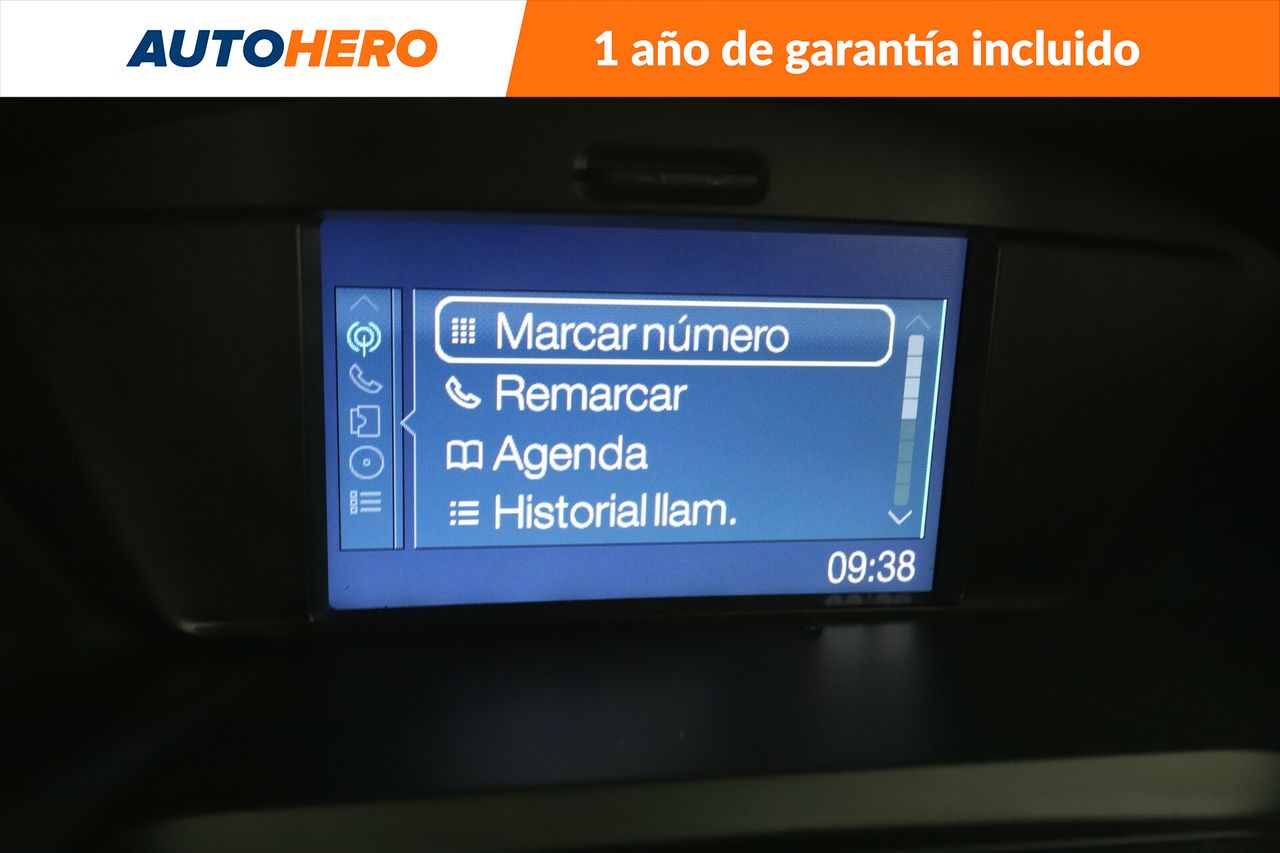 AUTOHERO
1 año de garantía incluido
Marcar número
Remarcar
Agenda
Historial llam.
09:38